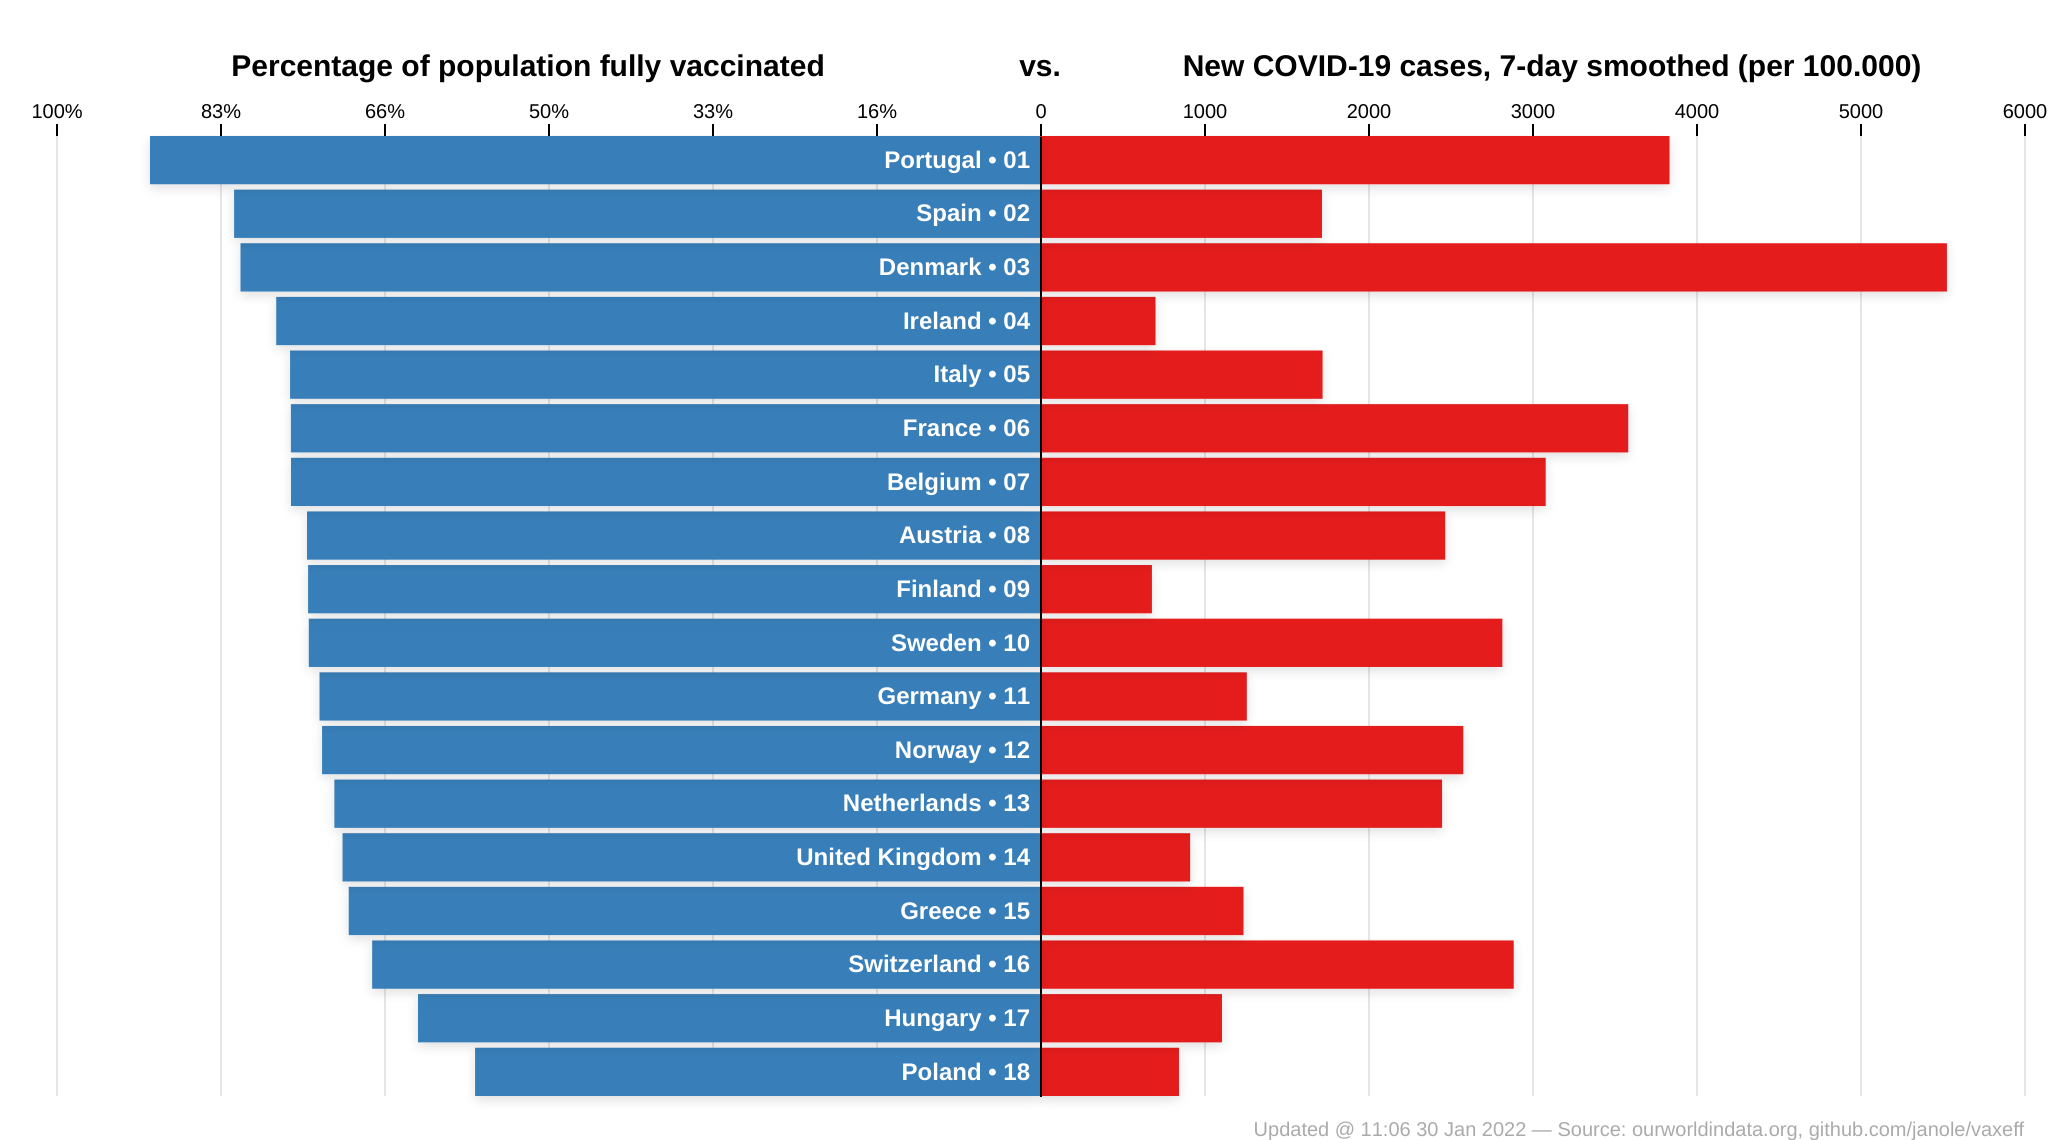 Percentage of population fully vaccinated vs. New COVID-19 cases, 7-day smoothed (per 100.000)
100% 83% 66% 50% 33% 16% 0 1000 2000 3000 4000 5000 6000
Portugal • 01
Spain • 02
Denmark • 03
Ireland • 04
Italy • 05
France • 06
Belgium • 07
Austria • 08
Finland • 09
Sweden • 10
Germany • 11
Norway • 12
Netherlands • 13
United Kingdom • 14
Greece • 15
Switzerland • 16
Hungary • 17
Poland • 18
Updated @ 11:06 30 Jan 2022 — Source: ourworldindata.org, github.com/janole/vaxeff